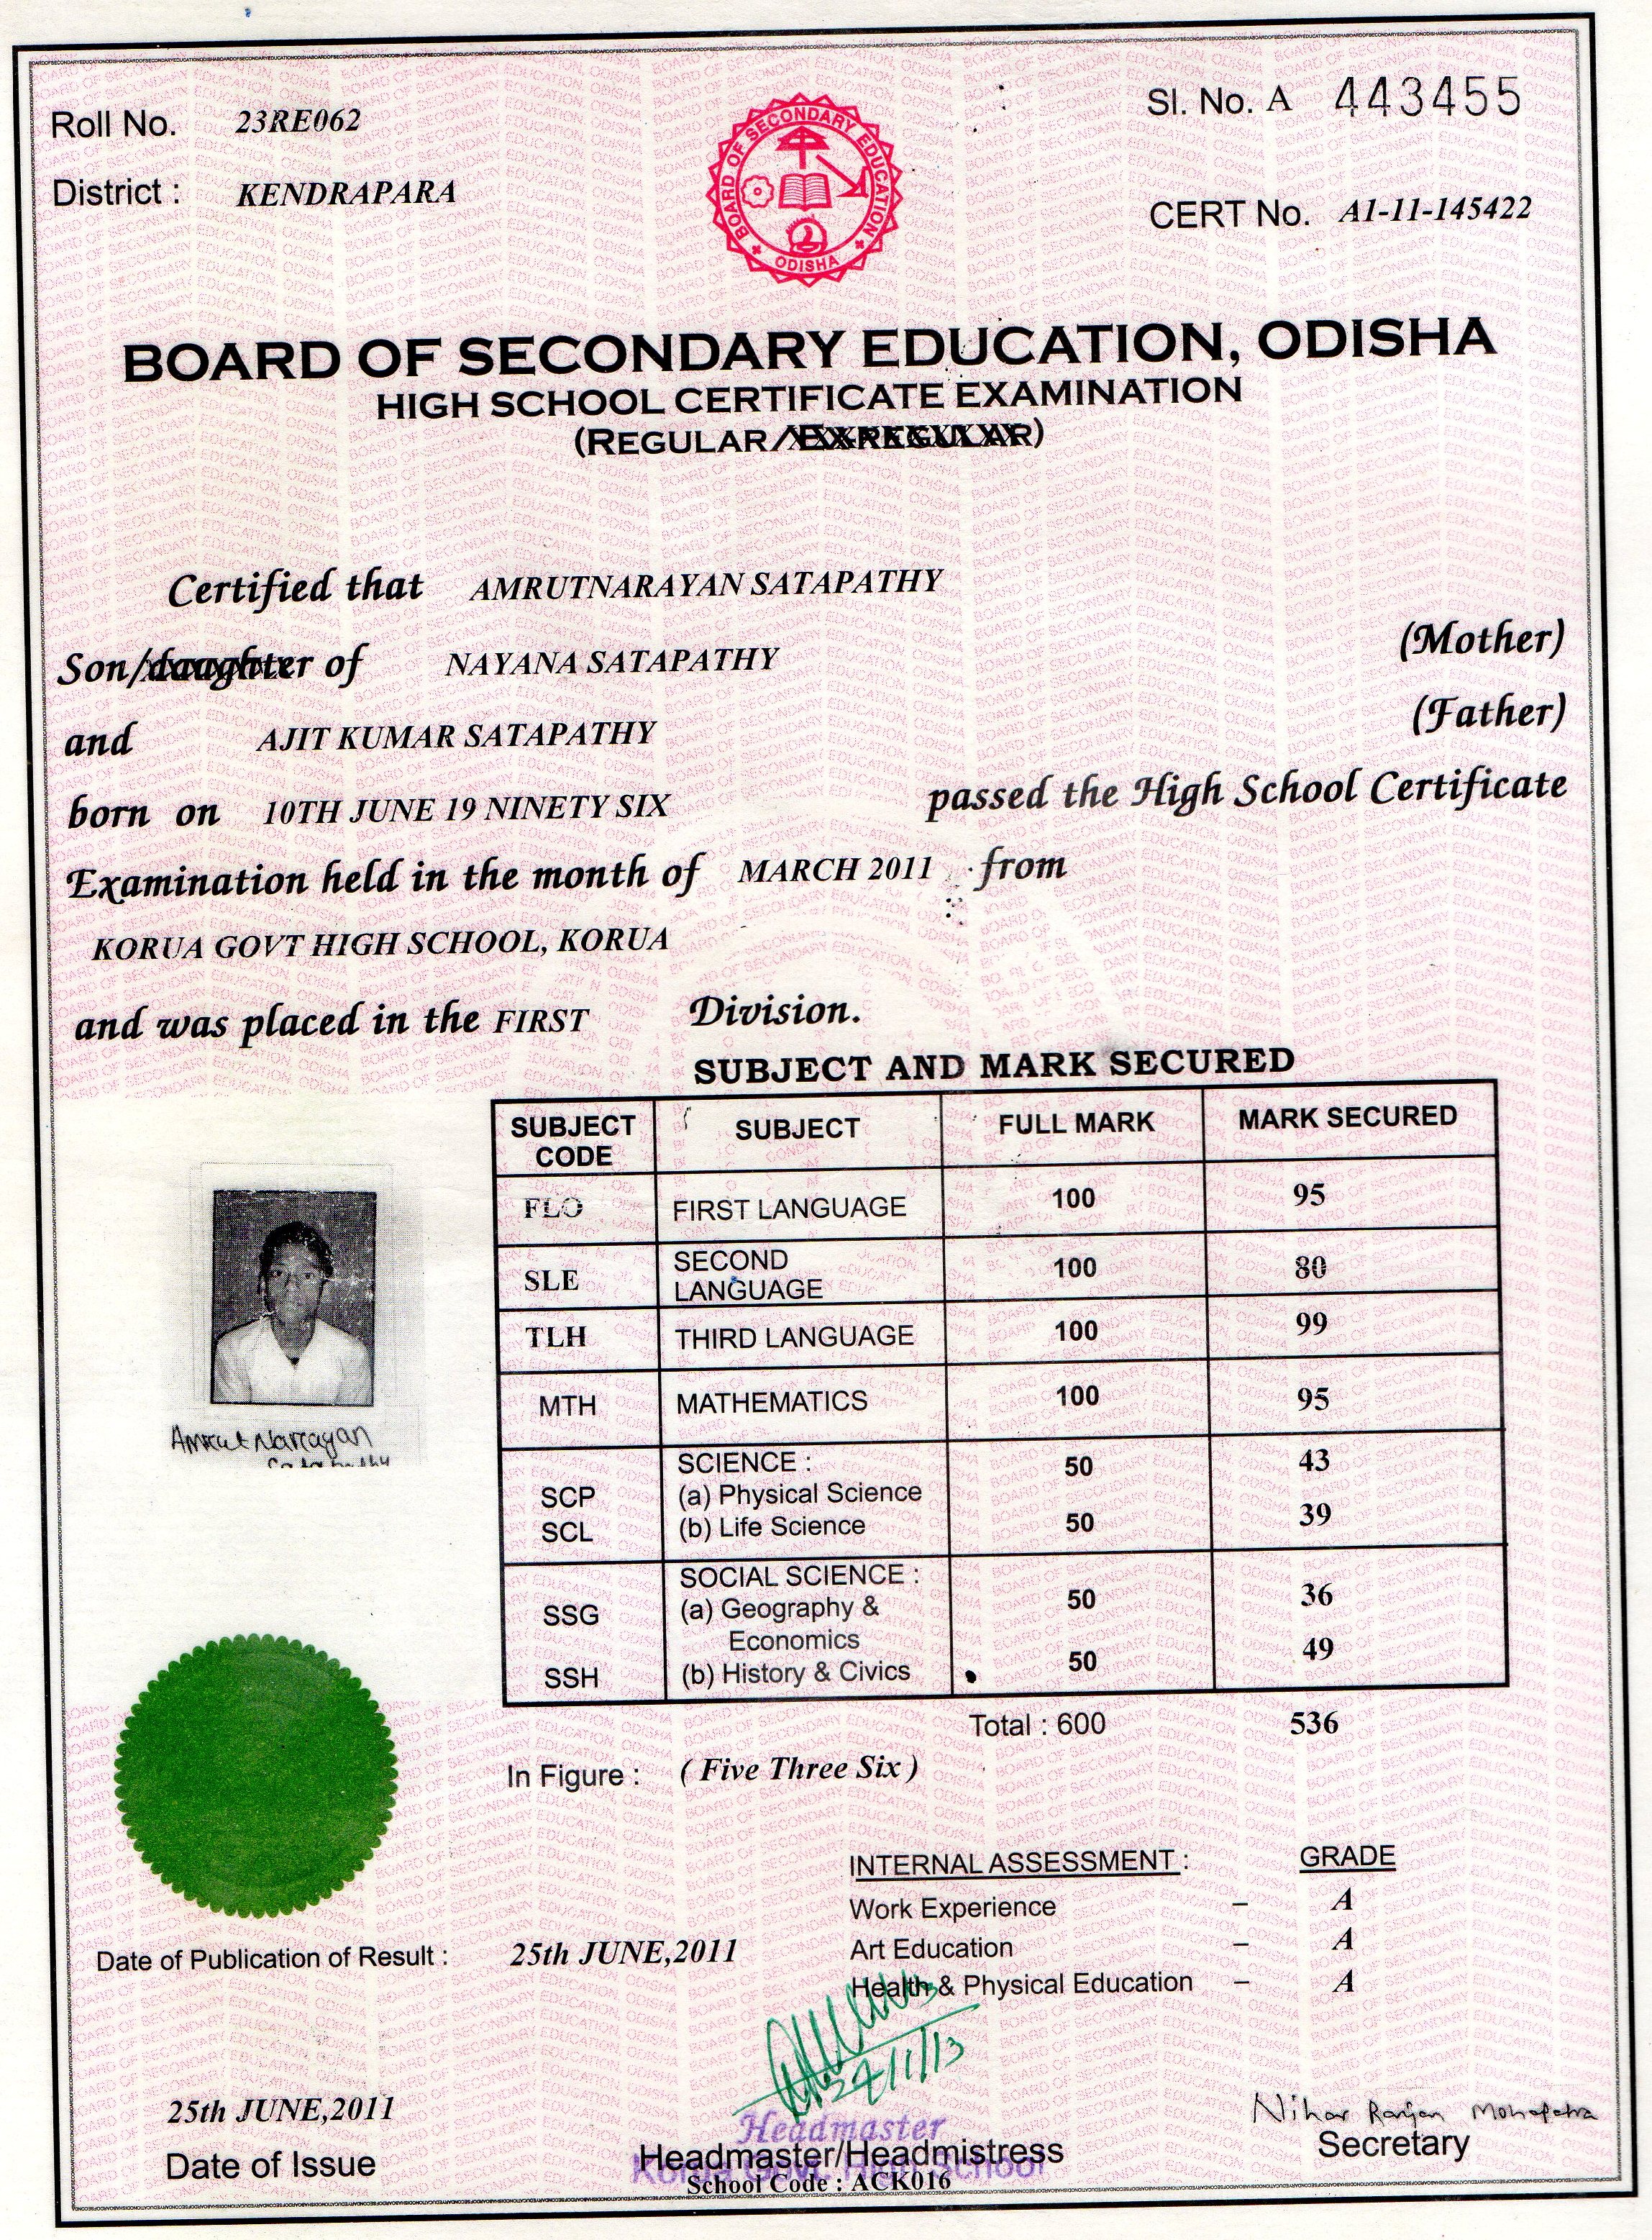 Roll No. 23RE062
Sl. No. A 443455
District : KENDRAPARA
CERT No. A1-11-145422
BOARD OF SECONDARY EDUCATION
ODISHA
BOARD OF SECONDARY EDUCATION, ODISHA
HIGH SCHOOL CERTIFICATE EXAMINATION
(REGULAR/EX-REGULAR)
Certified that AMRUTNARAYAN SATAPATHY
Son/daughter of NAYANA SATAPATHY (Mother)
and AJIT KUMAR SATAPATHY (Father)
born on 10TH JUNE 19 NINETY SIX passed the High School Certificate
Examination held in the month of MARCH 2011 from
KORUA GOVT HIGH SCHOOL, KORUA
and was placed in the FIRST Division.
SUBJECT AND MARK SECURED
SUBJECT CODE SUBJECT FULL MARK MARK SECURED
FLO FIRST LANGUAGE 100 95
SLE SECOND LANGUAGE 100 80
TLH THIRD LANGUAGE 100 99
MTH MATHEMATICS 100 95
SCIENCE :
SCP (a) Physical Science 50 43
SCL (b) Life Science 50 39
SOCIAL SCIENCE :
SSG (a) Geography & Economics 50 36
SSH (b) History & Civics 50 49
Amrut Narayan
Satapathy
Total : 600 536
In Figure : ( Five Three Six )
INTERNAL ASSESSMENT : GRADE
Work Experience – A
Art Education – A
Health & Physical Education – A
Date of Publication of Result : 25th JUNE,2011
25th JUNE,2011
Date of Issue
Headmaster
Headmaster/Headmistress
Korua Govt. High School
School Code : ACK016
Nihar Ranjan Mohapatra
Secretary